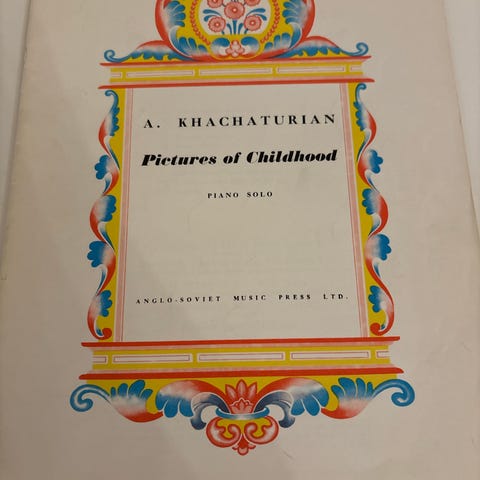 A. KHACHATURIAN
Pictures of Childhood
PIANO SOLO
ANGLO-SOVIET MUSIC PRESS LTD.